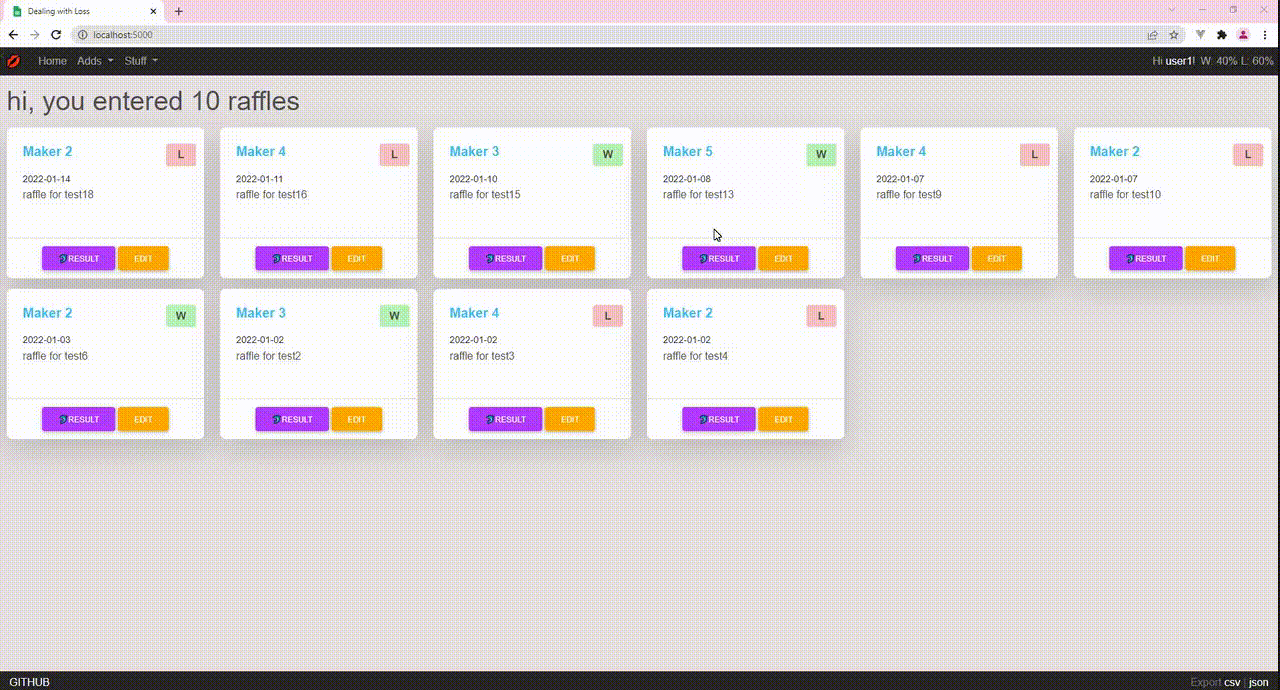 Dealing with Loss
localhost:5000
Home Adds Stuff
Hi user1! W: 40% L: 60%
hi, you entered 10 raffles
Maker 2 L
2022-01-14
raffle for test18
RESULT EDIT
Maker 4 L
2022-01-11
raffle for test16
RESULT EDIT
Maker 3 W
2022-01-10
raffle for test15
RESULT EDIT
Maker 5 W
2022-01-08
raffle for test13
RESULT EDIT
Maker 4 L
2022-01-07
raffle for test9
RESULT EDIT
Maker 2 L
2022-01-07
raffle for test10
RESULT EDIT
Maker 2 W
2022-01-03
raffle for test6
RESULT EDIT
Maker 3 W
2022-01-02
raffle for test2
RESULT EDIT
Maker 4 L
2022-01-02
raffle for test3
RESULT EDIT
Maker 2 L
2022-01-02
raffle for test4
RESULT EDIT
GITHUB
Export csv | json